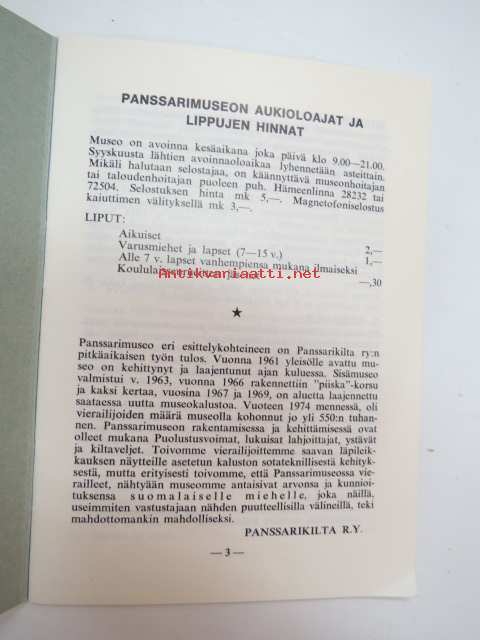 PANSSARIMUSEON AUKIOLOAJAT JA
LIPPUJEN HINNAT
Museo on avoinna kesäaikana joka päivä klo 9.00—21.00.
Syyskuusta lähtien avoinnaoloaikaa lyhennetään asteittain.
Mikäli halutaan selostajaa, on käännyttävä museonhoitajan
tai taloudenhoitajan puoleen puh. Hämeenlinna 28232 tai
72504. Selostuksen hinta mk 5,—. Magnetofoniselostus
kaiuttimen välityksellä mk 3,—.
LIPUT:
Aikuiset 2,—
Varusmiehet ja lapset (7—15 v.) 1,—
Alle 7 v. lapset vanhempiensa mukana ilmaiseksi
—,30
Antikvariaatti.net
★
Panssarimuseo eri esittelykohteineen on Panssarikilta ry:n
pitkäaikaisen työn tulos. Vuonna 1961 yleisölle avattu mu-
seo on kehittynyt ja laajentunut ajan kuluessa. Sisämuseo
valmistui v. 1963, vuonna 1966 rakennettiin "piiska"-korsu
ja kaksi kertaa, vuosina 1967 ja 1969, on aluetta laajennettu
saataessa uutta museokalustoa. Vuoteen 1974 mennessä, oli
vierailijoiden määrä museolla kohonnut jo yli 550:n tuhan-
nen. Panssarimuseon rakentamisessa ja kehittämisessä ovat
olleet mukana Puolustusvoimat, lukuisat lahjoittajat, ystävät
ja kiltaveljet. Toivomme vierailijoittemme saavan läpileik-
kauksen näytteille asetetun kaluston sotateknillisestä kehityk-
sestä, mutta erityisesti toivomme, että Panssarimuseossa vie-
railleet, nähtyään museomme antaisivat arvonsa ja kunnioi-
tuksensa suomalaiselle miehelle, joka näillä,
useimmiten vastustajaan nähden puutteellisilla välineillä, teki
mahdottomankin mahdolliseksi.
PANSSARIKILTA R.Y.
— 3 —